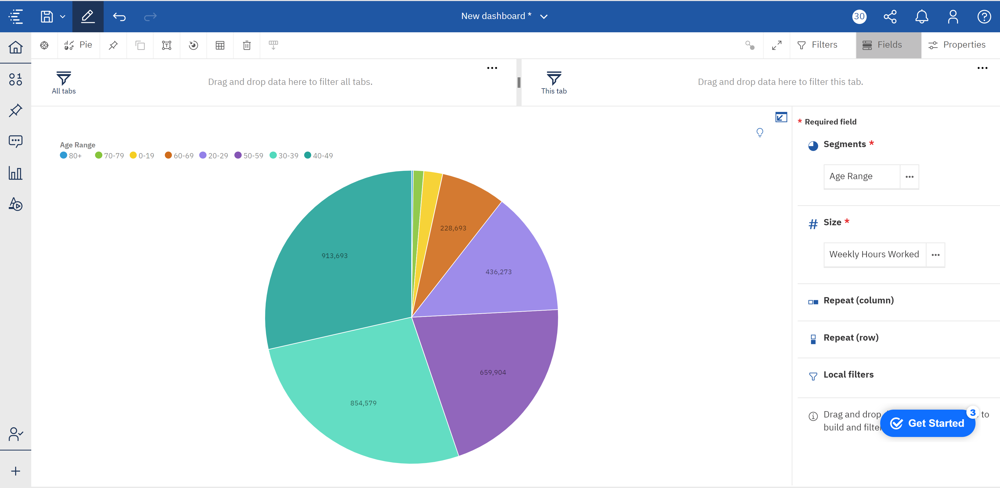 New dashboard *
30
Pie
Filters
Fields
Properties
All tabs
Drag and drop data here to filter all tabs.
This tab
Drag and drop data here to filter this tab.
Age Range
80+ 70-79 0-19 60-69 20-29 50-59 30-39 40-49
228,693
913,693
436,273
659,904
854,579
* Required field
Segments *
Age Range
# Size *
Weekly Hours Worked
Repeat (column)
Repeat (row)
Local filters
Drag and drop to
build and filter
Get Started
3